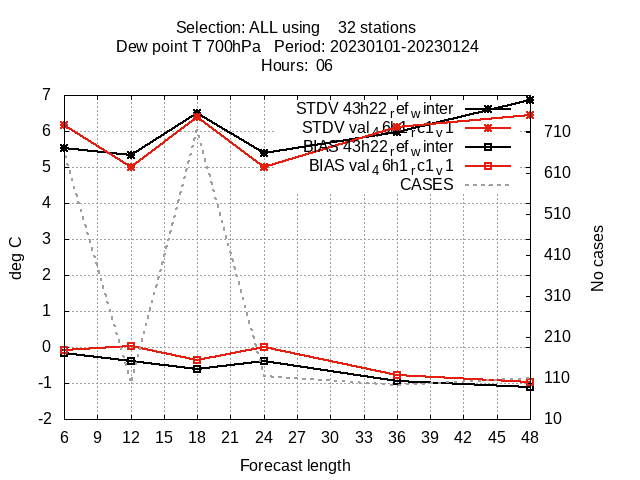 Selection: ALL using    32 stations
Dew point T 700hPa   Period: 20230101-20230124
Hours:  06
STDV 43h22_ref_winter
STDV val_46h1_rc1_v1
BIAS 43h22_ref_winter
BIAS val_46h1_rc1_v1
CASES
7
6
5
4
3
2
1
0
-1
-2
deg C
710
610
510
410
310
210
110
10
No cases
6 9 12 15 18 21 24 27 30 33 36 39 42 45 48
Forecast length